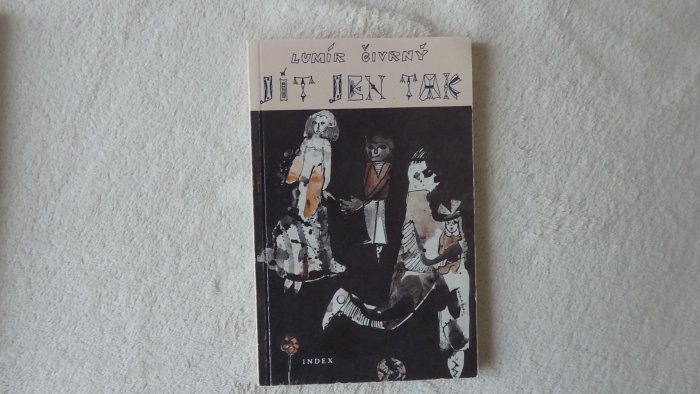 LUMÍR ČIVRNÝ
JÍT JEN TAK
INDEX